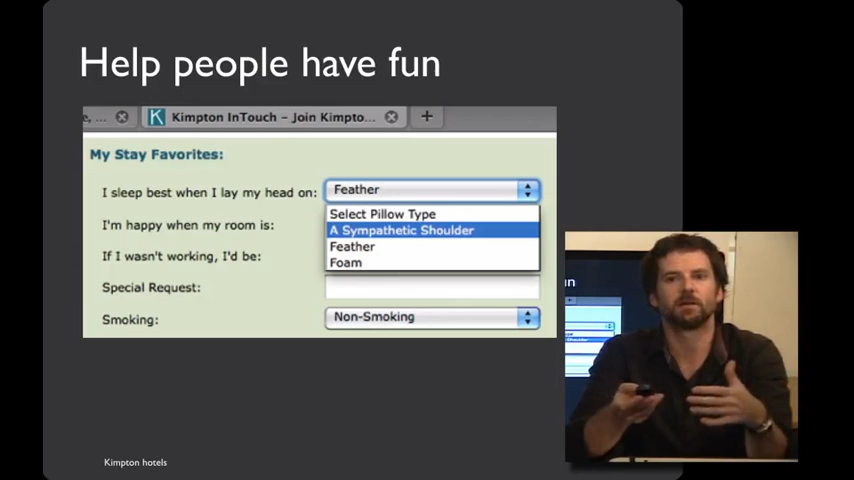 Help people have fun
e, ...
Kimpton InTouch – Join Kimpto...
My Stay Favorites:
I sleep best when I lay my head on:
Feather
Select Pillow Type
I'm happy when my room is:
A Sympathetic Shoulder
Feather
If I wasn't working, I'd be:
Foam
Special Request:
Smoking:
Non-Smoking
Kimpton hotels